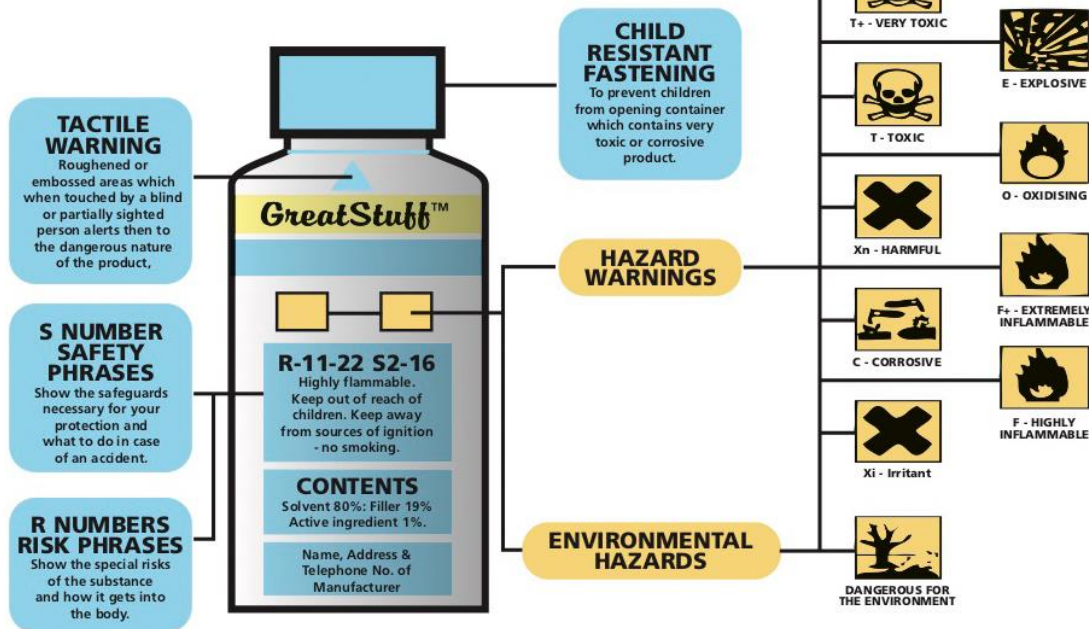 TACTILE
WARNING
Roughened or
embossed areas which
when touched by a blind
or partially sighted
person alerts then to
the dangerous nature
of the product,
S NUMBER
SAFETY
PHRASES
Show the safeguards
necessary for your
protection and
what to do in case
of an accident.
R NUMBERS
RISK PHRASES
Show the special risks
of the substance
and how it gets into
the body.
GreatStuff™
R-11-22 S2-16
Highly flammable.
Keep out of reach of
children. Keep away
from sources of ignition
- no smoking.
CONTENTS
Solvent 80%: Filler 19%
Active ingredient 1%.
Name, Address &
Telephone No. of
Manufacturer
CHILD
RESISTANT
FASTENING
To prevent children
from opening container
which contains very
toxic or corrosive
product.
HAZARD
WARNINGS
ENVIRONMENTAL
HAZARDS
T+ - VERY TOXIC
T - TOXIC
Xn - HARMFUL
C - CORROSIVE
Xi - Irritant
DANGEROUS FOR
THE ENVIRONMENT
E - EXPLOSIVE
O - OXIDISING
F+ - EXTREMELY
INFLAMMABLE
F - HIGHLY
INFLAMMABLE